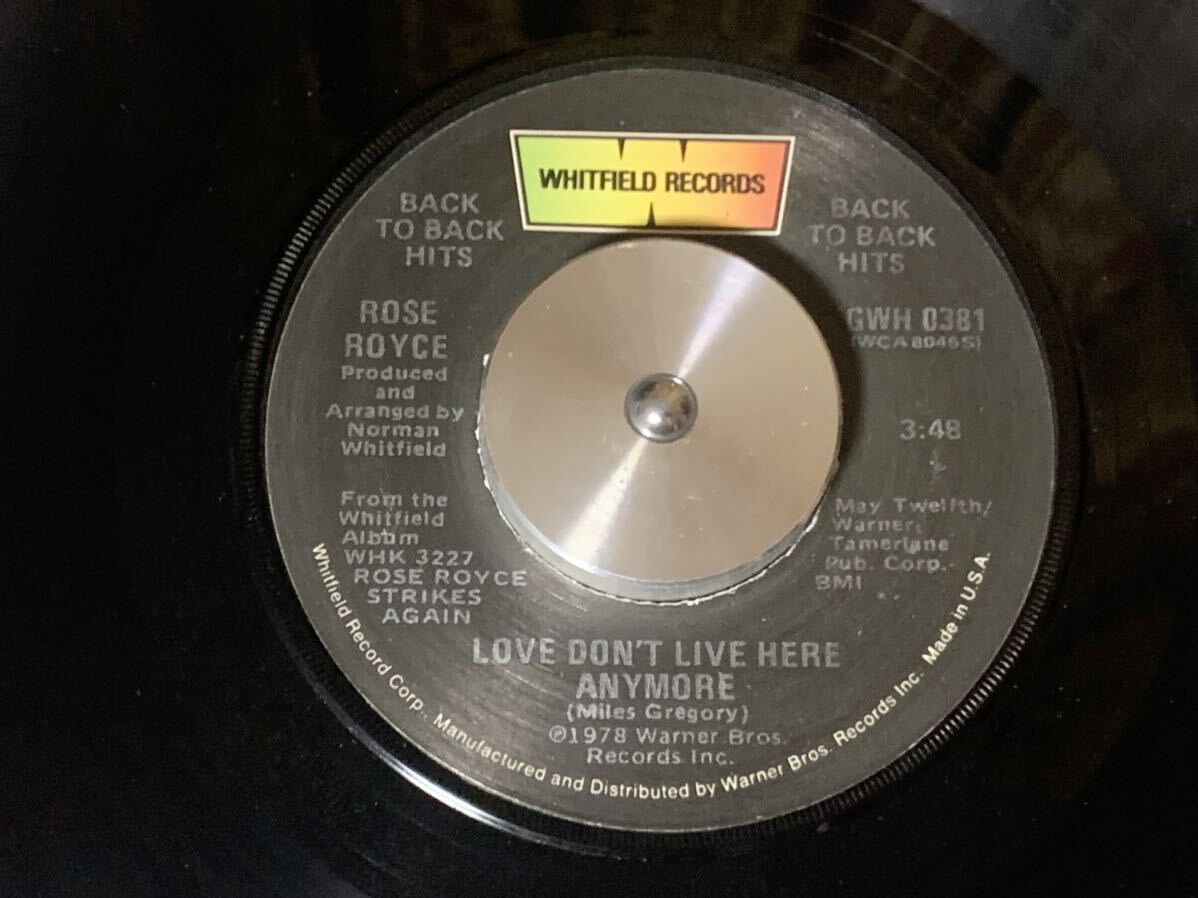 WHITFIELD RECORDS
BACK
TO BACK
HITS
BACK
TO BACK
HITS
ROSE
ROYCE
Produced
and
Arranged by
Norman
Whitfield
From the
Whitfield
Album
WHK 3227
ROSE ROYCE
STRIKES
AGAIN
GWH 0381
(WCA 8046S)
3:48
May Twelfth/
Warner-
Tamerlane
Pub. Corp.-
BMI
LOVE DON'T LIVE HERE
ANYMORE
(Miles Gregory)
℗1978 Warner Bros.
Records Inc.
Whitfield Record Corp., Manufactured and Distributed by Warner Bros. Records Inc. Made in U.S.A.